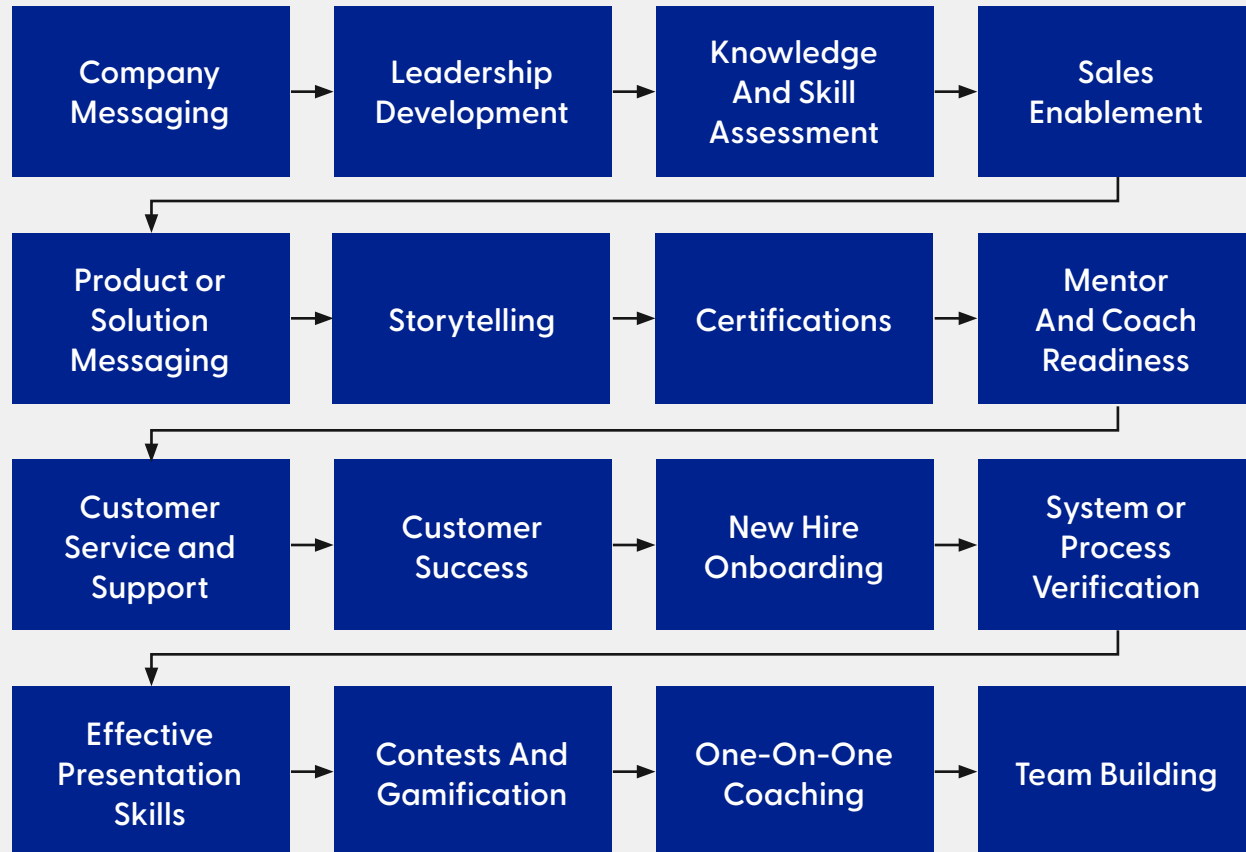 Company
Messaging
Leadership
Development
Knowledge
And Skill
Assessment
Sales
Enablement
Product or
Solution
Messaging
Storytelling
Certifications
Mentor
And Coach
Readiness
Customer
Service and
Support
Customer
Success
New Hire
Onboarding
System or
Process
Verification
Effective
Presentation
Skills
Contests And
Gamification
One-On-One
Coaching
Team Building